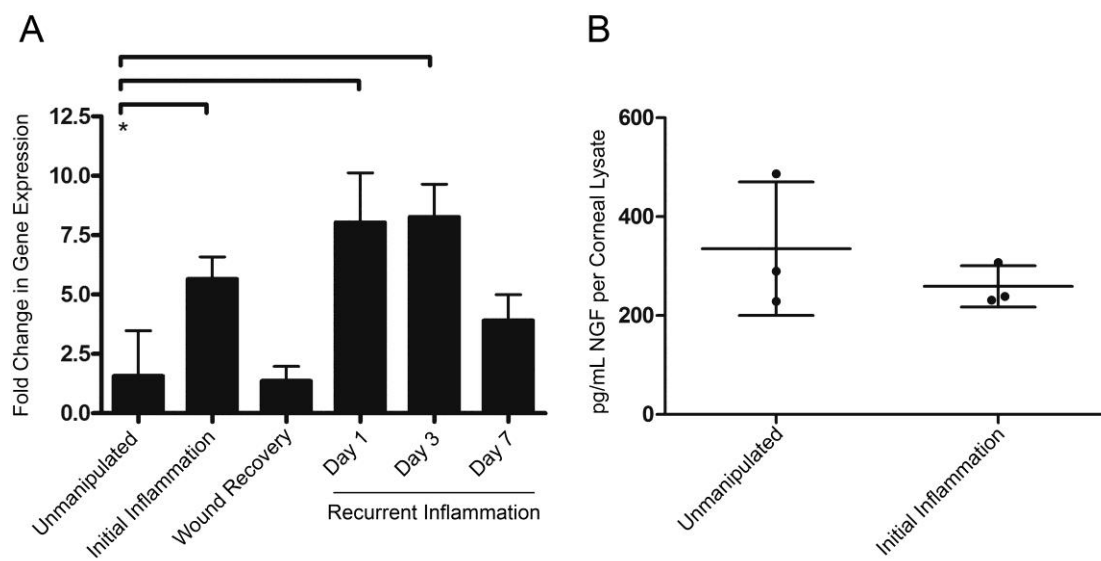 A
*
Fold Change in Gene Expression
12.5
10.0
7.5
5.0
2.5
0.0
Unmanipulated
Initial Inflammation
Wound Recovery
Day 1
Day 3
Day 7
Recurrent Inflammation
B
pg/mL NGF per Corneal Lysate
600
400
200
0
Unmanipulated
Initial Inflammation